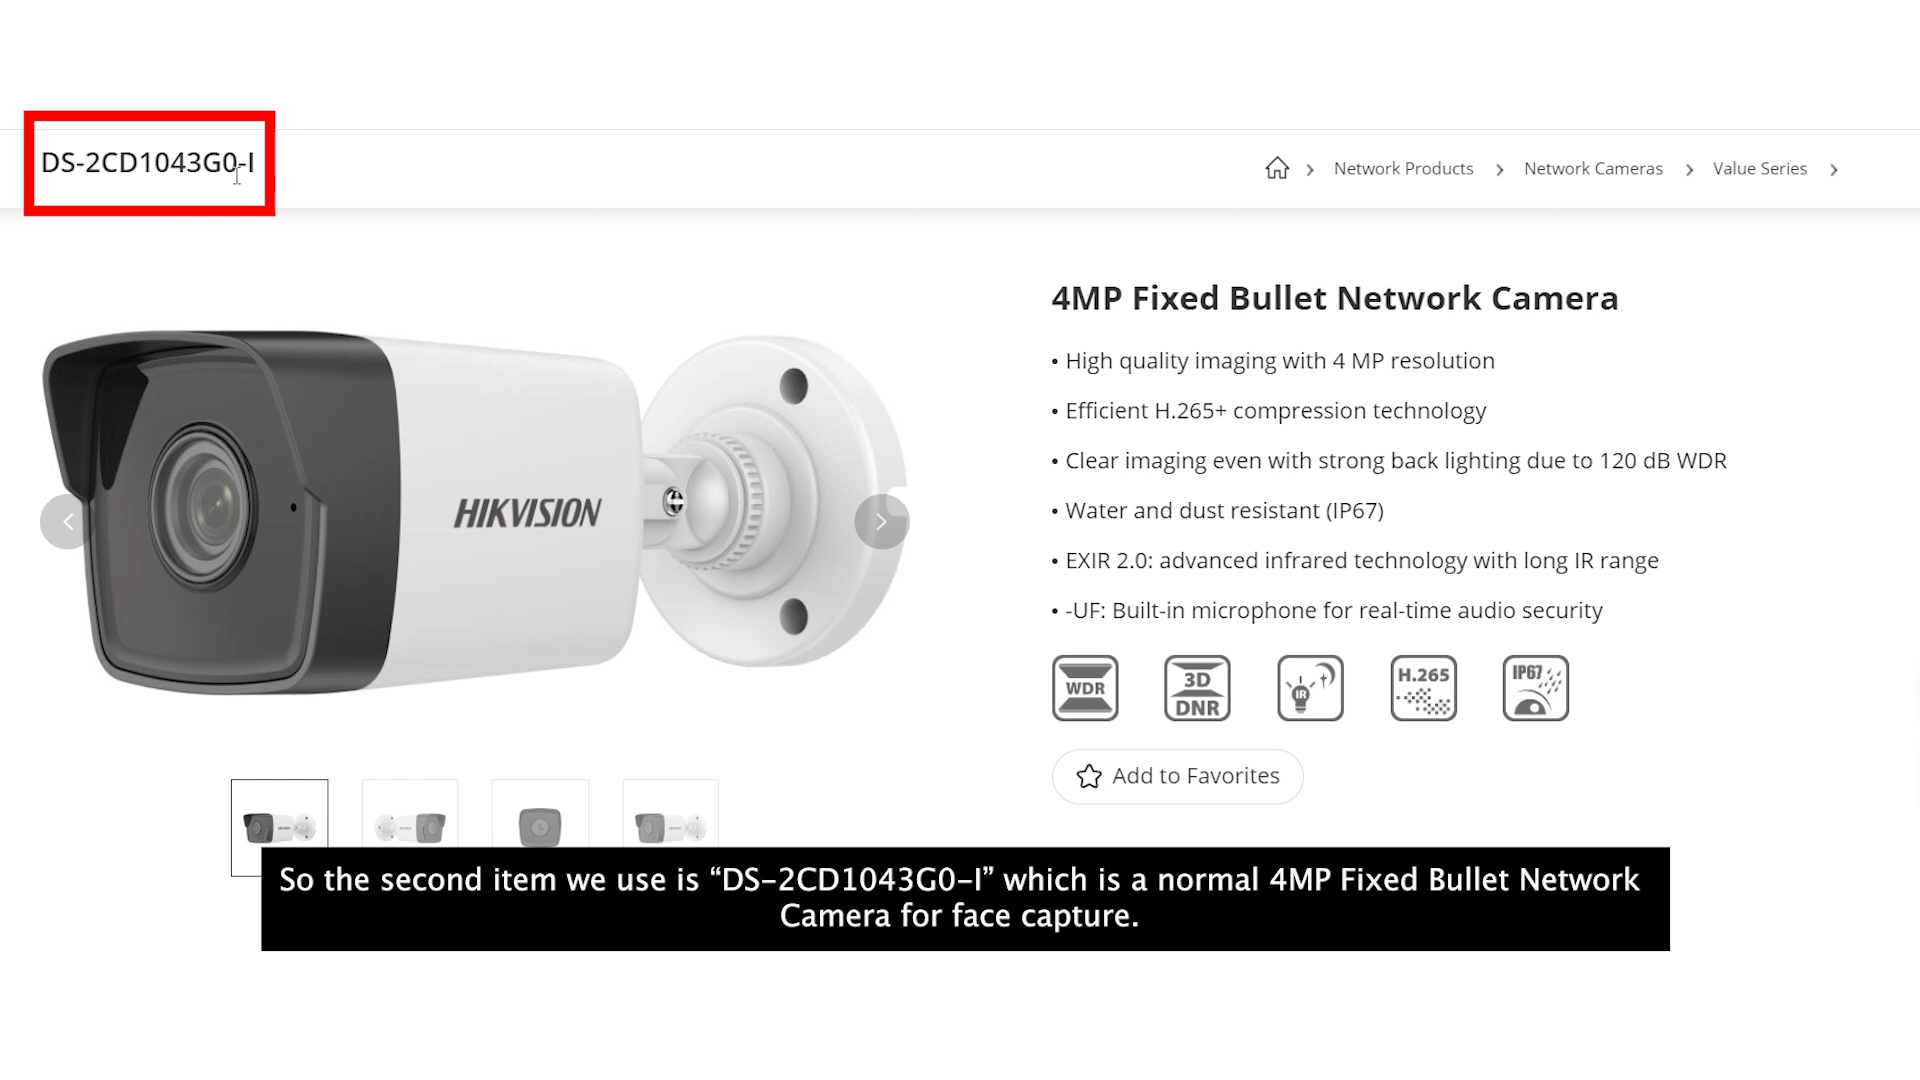 DS-2CD1043G0-I
Network Products
Network Cameras
Value Series
4MP Fixed Bullet Network Camera
• High quality imaging with 4 MP resolution
• Efficient H.265+ compression technology
• Clear imaging even with strong back lighting due to 120 dB WDR
• Water and dust resistant (IP67)
• EXIR 2.0: advanced infrared technology with long IR range
• -UF: Built-in microphone for real-time audio security
HIKVISION
WDR
3D
DNR
IR
H.265
IP67
Add to Favorites
So the second item we use is “DS-2CD1043G0-I” which is a normal 4MP Fixed Bullet Network
Camera for face capture.